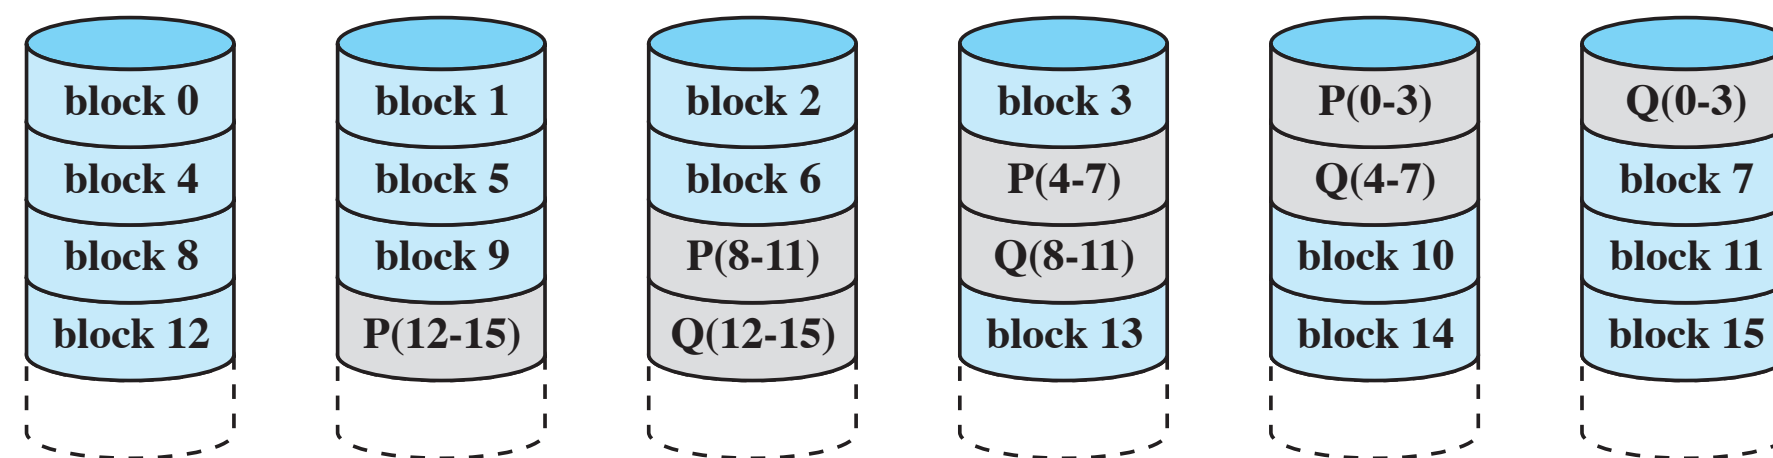 block 0 block 1 block 2 block 3 P(0-3) Q(0-3)
block 4 block 5 block 6 P(4-7) Q(4-7) block 7
block 8 block 9 P(8-11) Q(8-11) block 10 block 11
block 12 P(12-15) Q(12-15) block 13 block 14 block 15